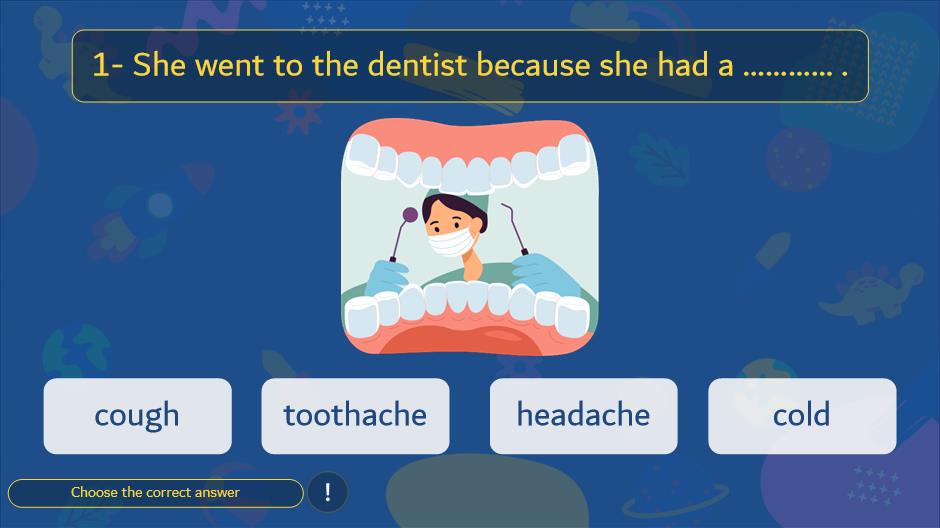 1- She went to the dentist because she had a ............ .
cough
toothache
headache
cold
Choose the correct answer
!